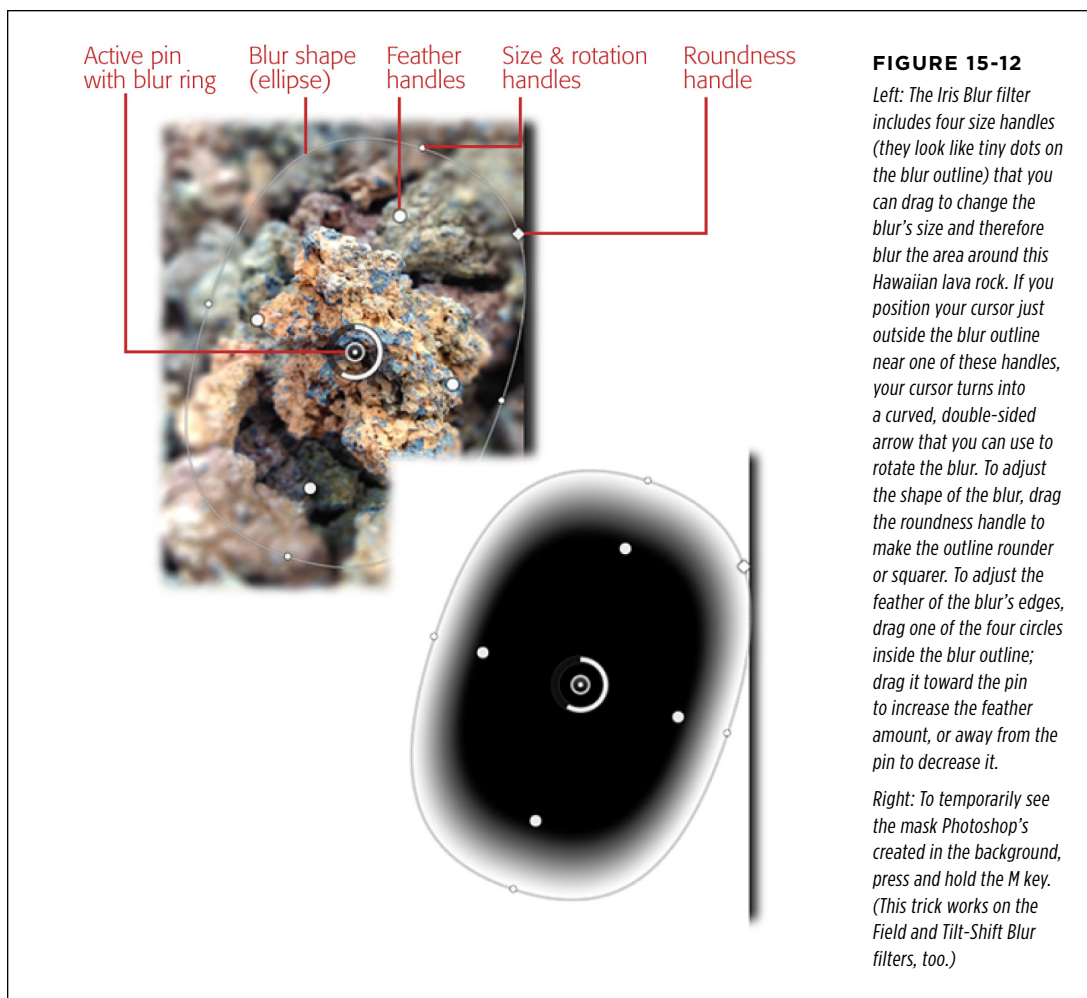 Active pin
with blur ring
Blur shape
(ellipse)
Feather
handles
Size & rotation
handles
Roundness
handle
FIGURE 15-12
Left: The Iris Blur filter
includes four size handles
(they look like tiny dots on
the blur outline) that you
can drag to change the
blur’s size and therefore
blur the area around this
Hawaiian lava rock. If you
position your cursor just
outside the blur outline
near one of these handles,
your cursor turns into
a curved, double-sided
arrow that you can use to
rotate the blur. To adjust
the shape of the blur, drag
the roundness handle to
make the outline rounder
or squarer. To adjust the
feather of the blur’s edges,
drag one of the four circles
inside the blur outline;
drag it toward the pin
to increase the feather
amount, or away from the
pin to decrease it.
Right: To temporarily see
the mask Photoshop’s
created in the background,
press and hold the M key.
(This trick works on the
Field and Tilt-Shift Blur
filters, too.)